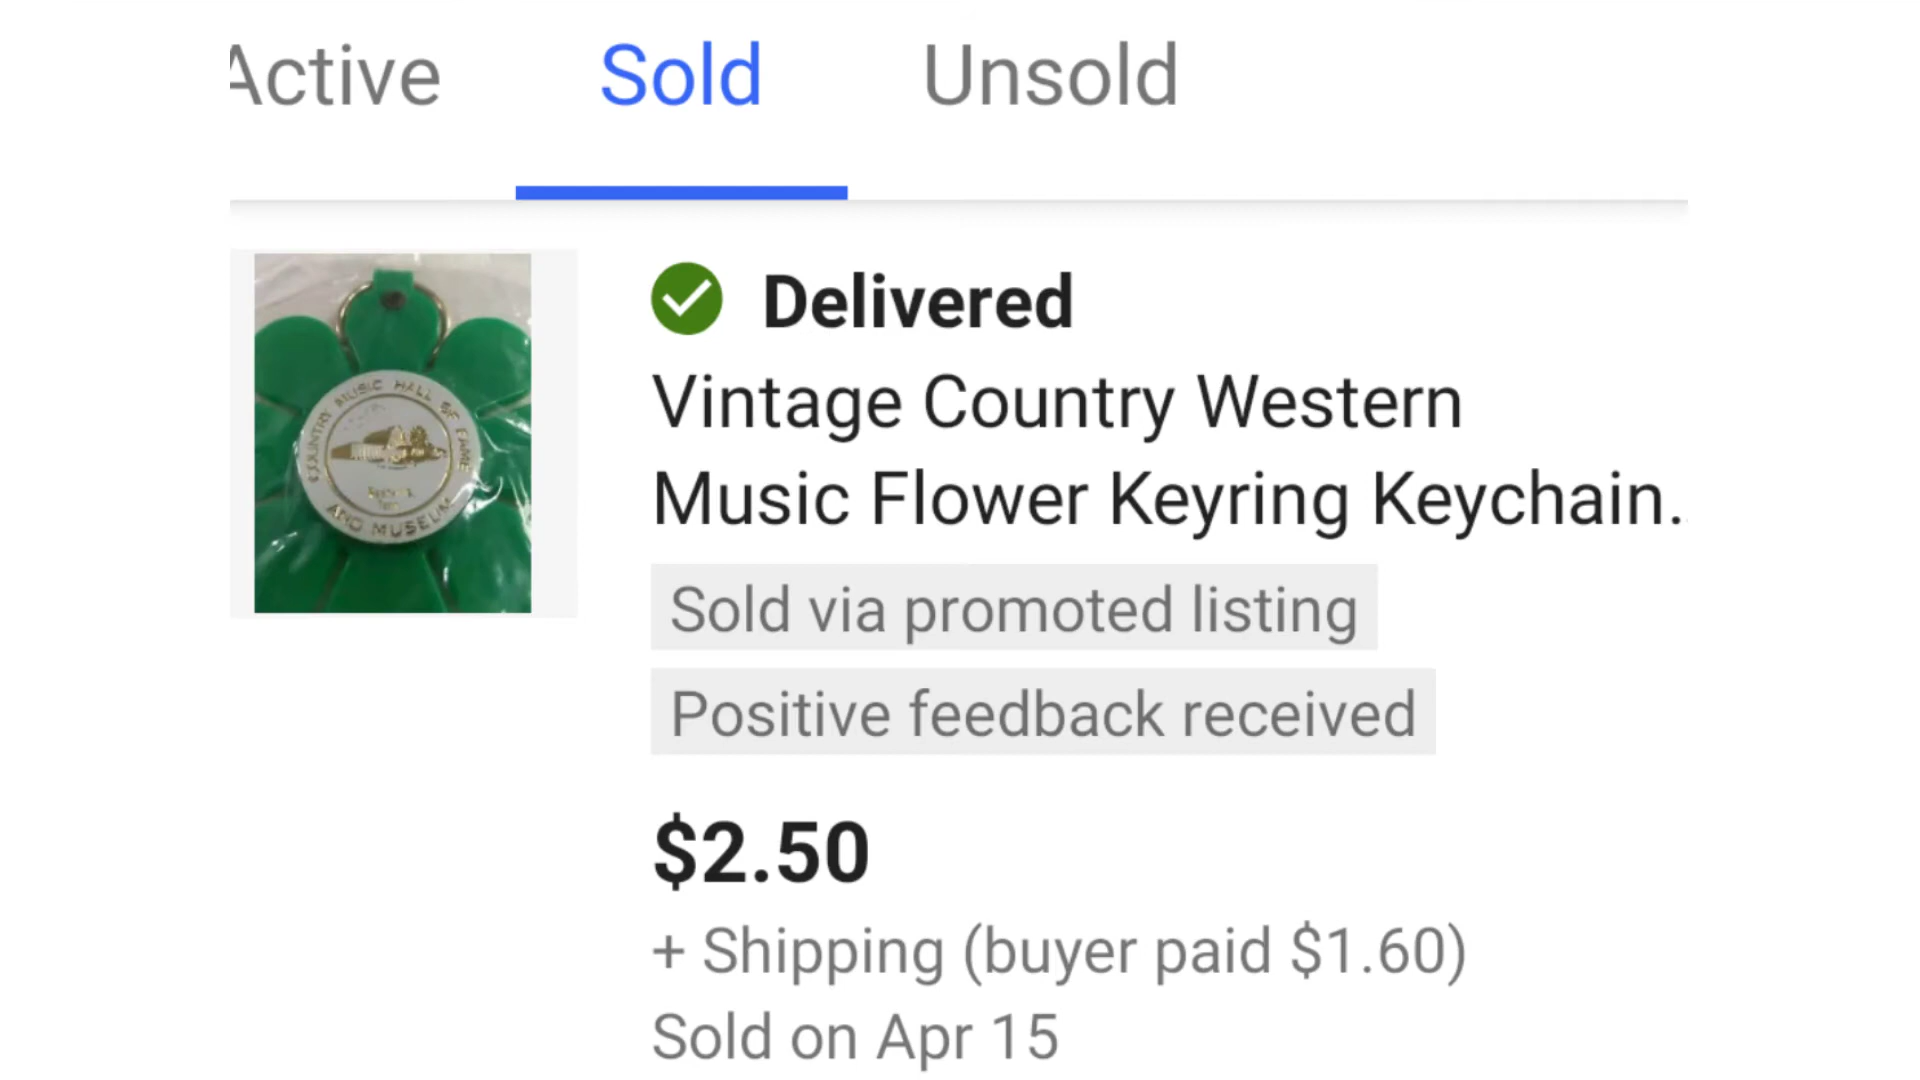 Active Sold Unsold
Delivered
Vintage Country Western
Music Flower Keyring Keychain.
Sold via promoted listing
Positive feedback received
$2.50
+ Shipping (buyer paid $1.60)
Sold on Apr 15
COUNTRY MUSIC HALL OF FAME
AND MUSEUM